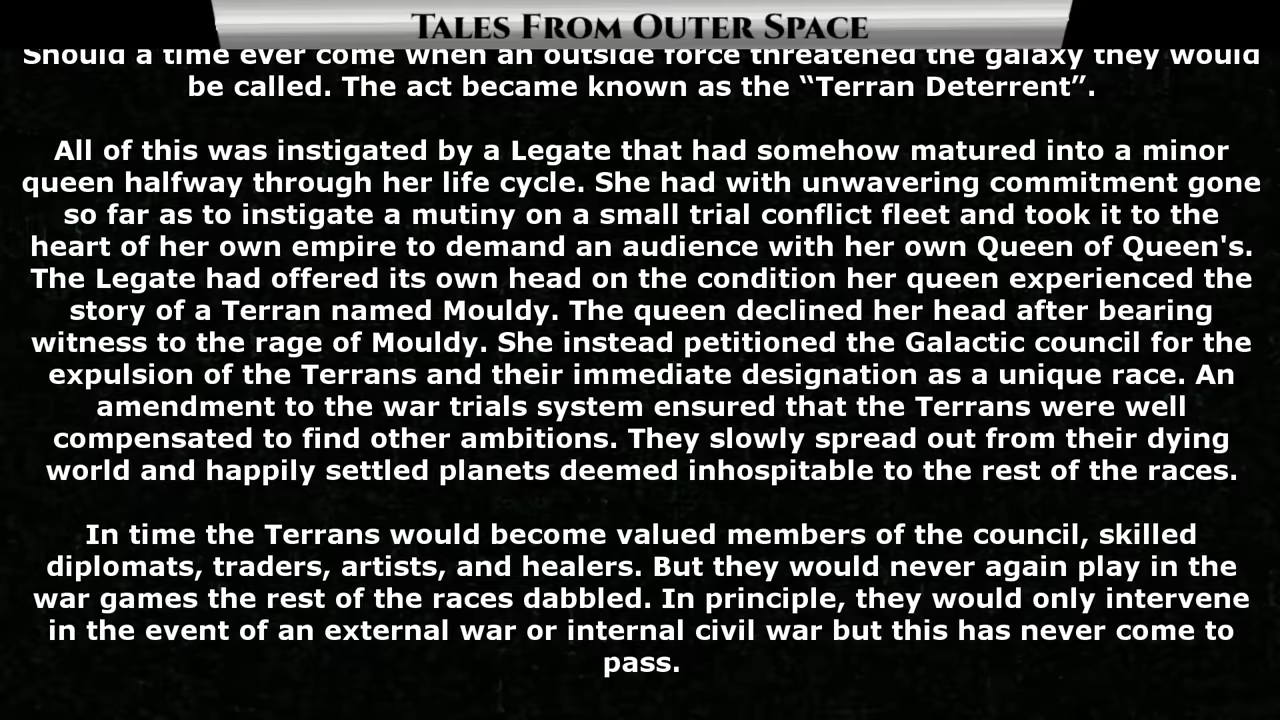 Tales From Outer Space
Should a time ever come when an outside force threatened the galaxy they would
be called. The act became known as the “Terran Deterrent”.
All of this was instigated by a Legate that had somehow matured into a minor
queen halfway through her life cycle. She had with unwavering commitment gone
so far as to instigate a mutiny on a small trial conflict fleet and took it to the
heart of her own empire to demand an audience with her own Queen of Queen's.
The Legate had offered its own head on the condition her queen experienced the
story of a Terran named Mouldy. The queen declined her head after bearing
witness to the rage of Mouldy. She instead petitioned the Galactic council for the
expulsion of the Terrans and their immediate designation as a unique race. An
amendment to the war trials system ensured that the Terrans were well
compensated to find other ambitions. They slowly spread out from their dying
world and happily settled planets deemed inhospitable to the rest of the races.
In time the Terrans would become valued members of the council, skilled
diplomats, traders, artists, and healers. But they would never again play in the
war games the rest of the races dabbled. In principle, they would only intervene
in the event of an external war or internal civil war but this has never come to
pass.